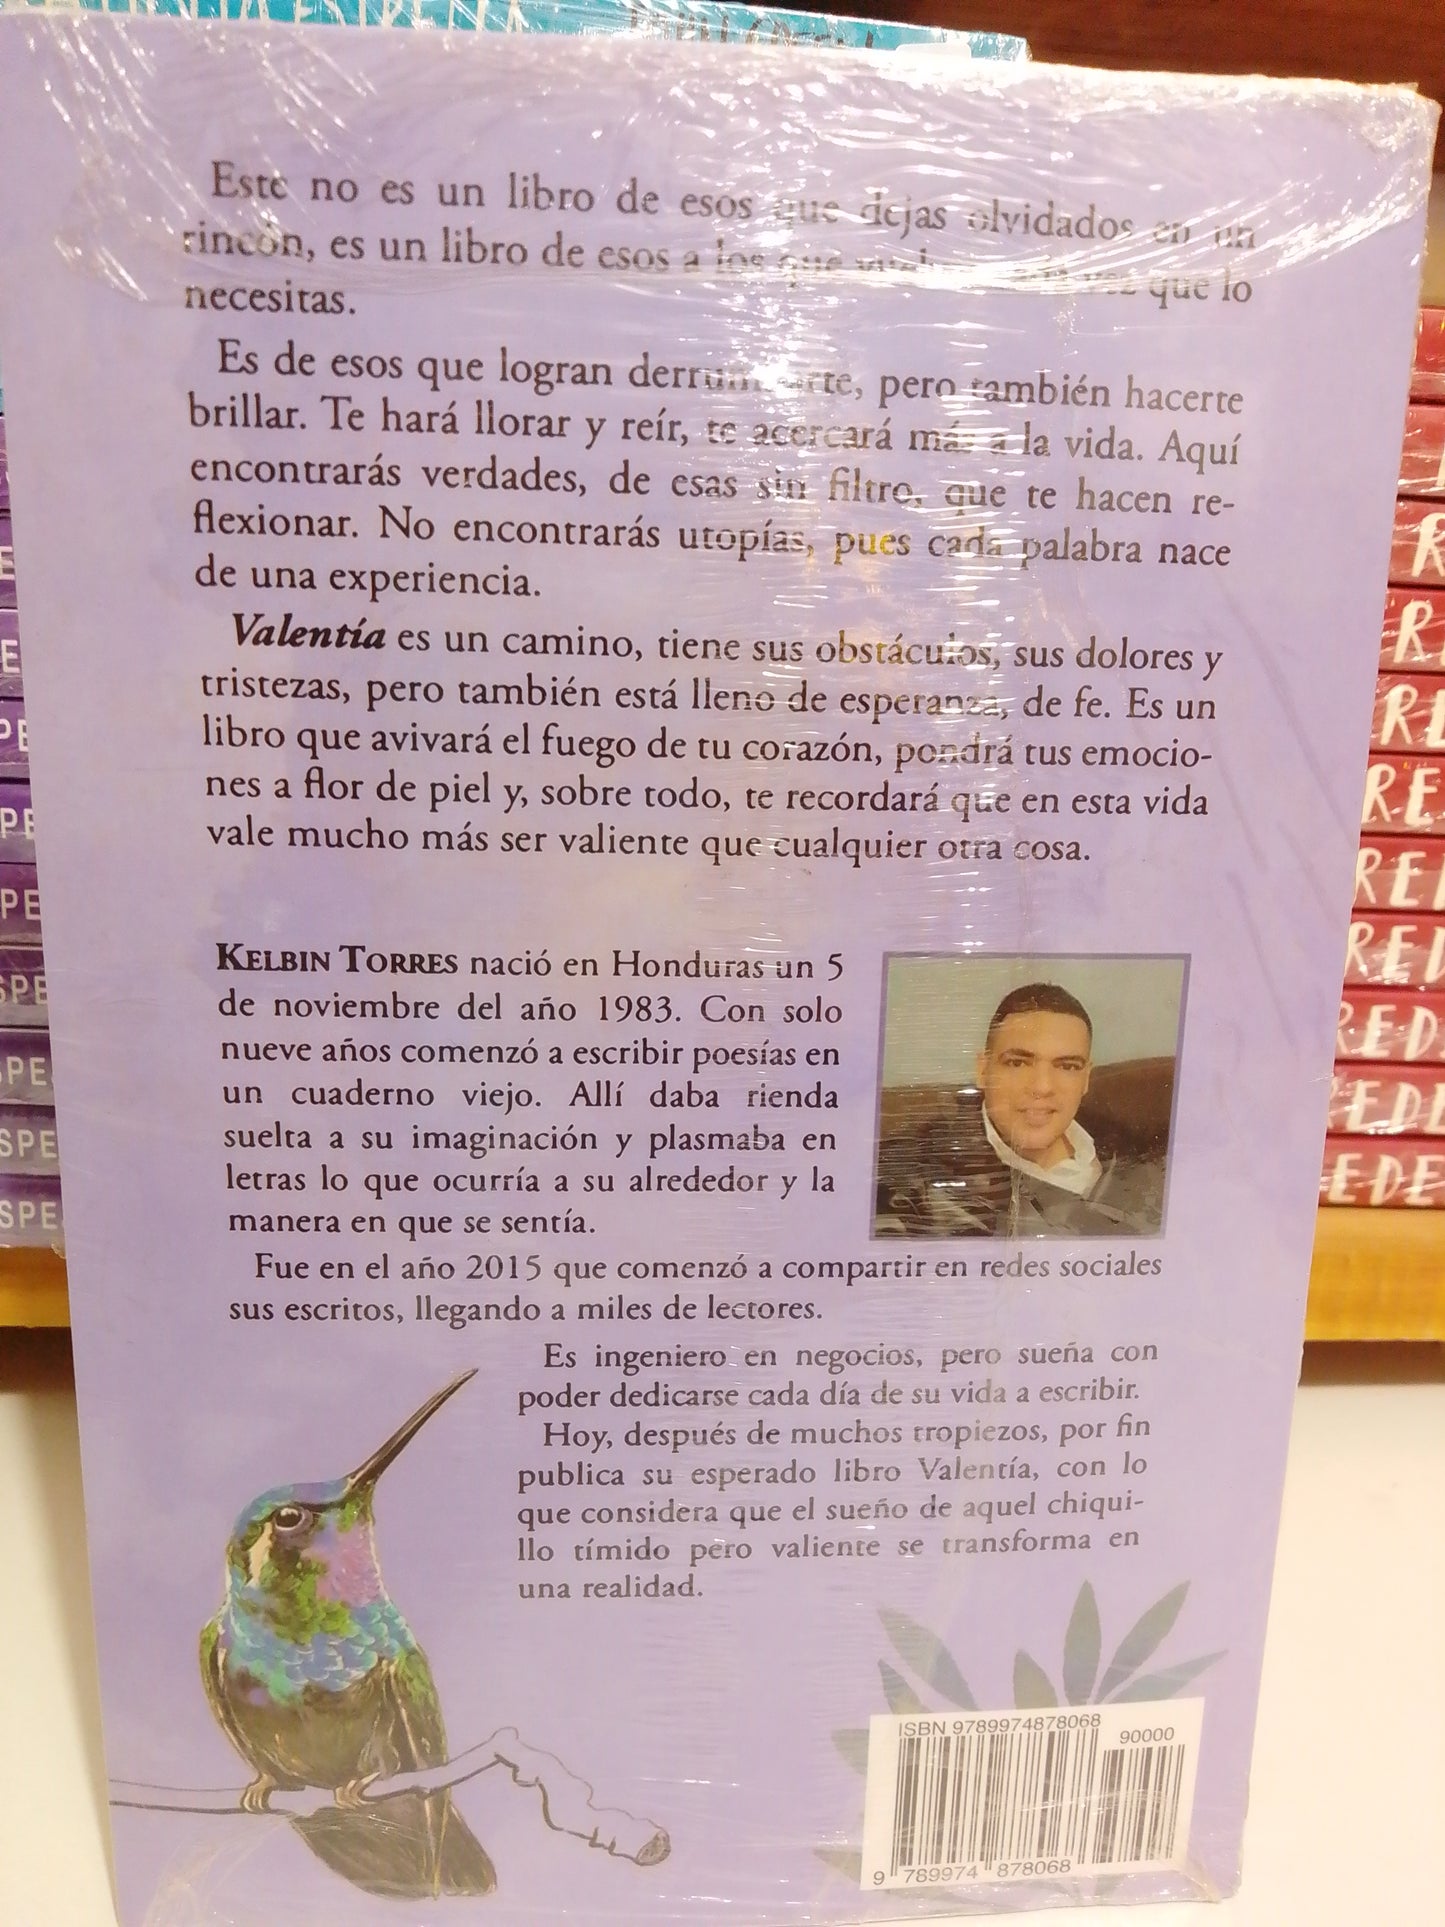 Este no es un libro de esos que dejas olvidados en un
rincón, es un libro de esos a los que vuelves cada vez que lo
necesitas.
Es de esos que logran derrumbarte, pero también hacerte
brillar. Te hará llorar y reír, te acercará más a la vida. Aquí
encontrarás verdades, de esas sin filtro, que te hacen re-
flexionar. No encontrarás utopías, pues cada palabra nace
de una experiencia.
Valentía es un camino, tiene sus obstáculos, sus dolores y
tristezas, pero también está lleno de esperanza, de fe. Es un
libro que avivará el fuego de tu corazón, pondrá tus emocio-
nes a flor de piel y, sobre todo, te recordará que en esta vida
vale mucho más ser valiente que cualquier otra cosa.
KELBIN TORRES nació en Honduras un 5
de noviembre del año 1983. Con solo
nueve años comenzó a escribir poesías en
un cuaderno viejo. Allí daba rienda
suelta a su imaginación y plasmaba en
letras lo que ocurría a su alrededor y la
manera en que se sentía.
Fue en el año 2015 que comenzó a compartir en redes sociales
sus escritos, llegando a miles de lectores.
Es ingeniero en negocios, pero sueña con
poder dedicarse cada día de su vida a escribir.
Hoy, después de muchos tropiezos, por fin
publica su esperado libro Valentía, con lo
que considera que el sueño de aquel chiqui-
llo tímido pero valiente se transforma en
una realidad.
ISBN 9789974878068
90000
9 789974 878068